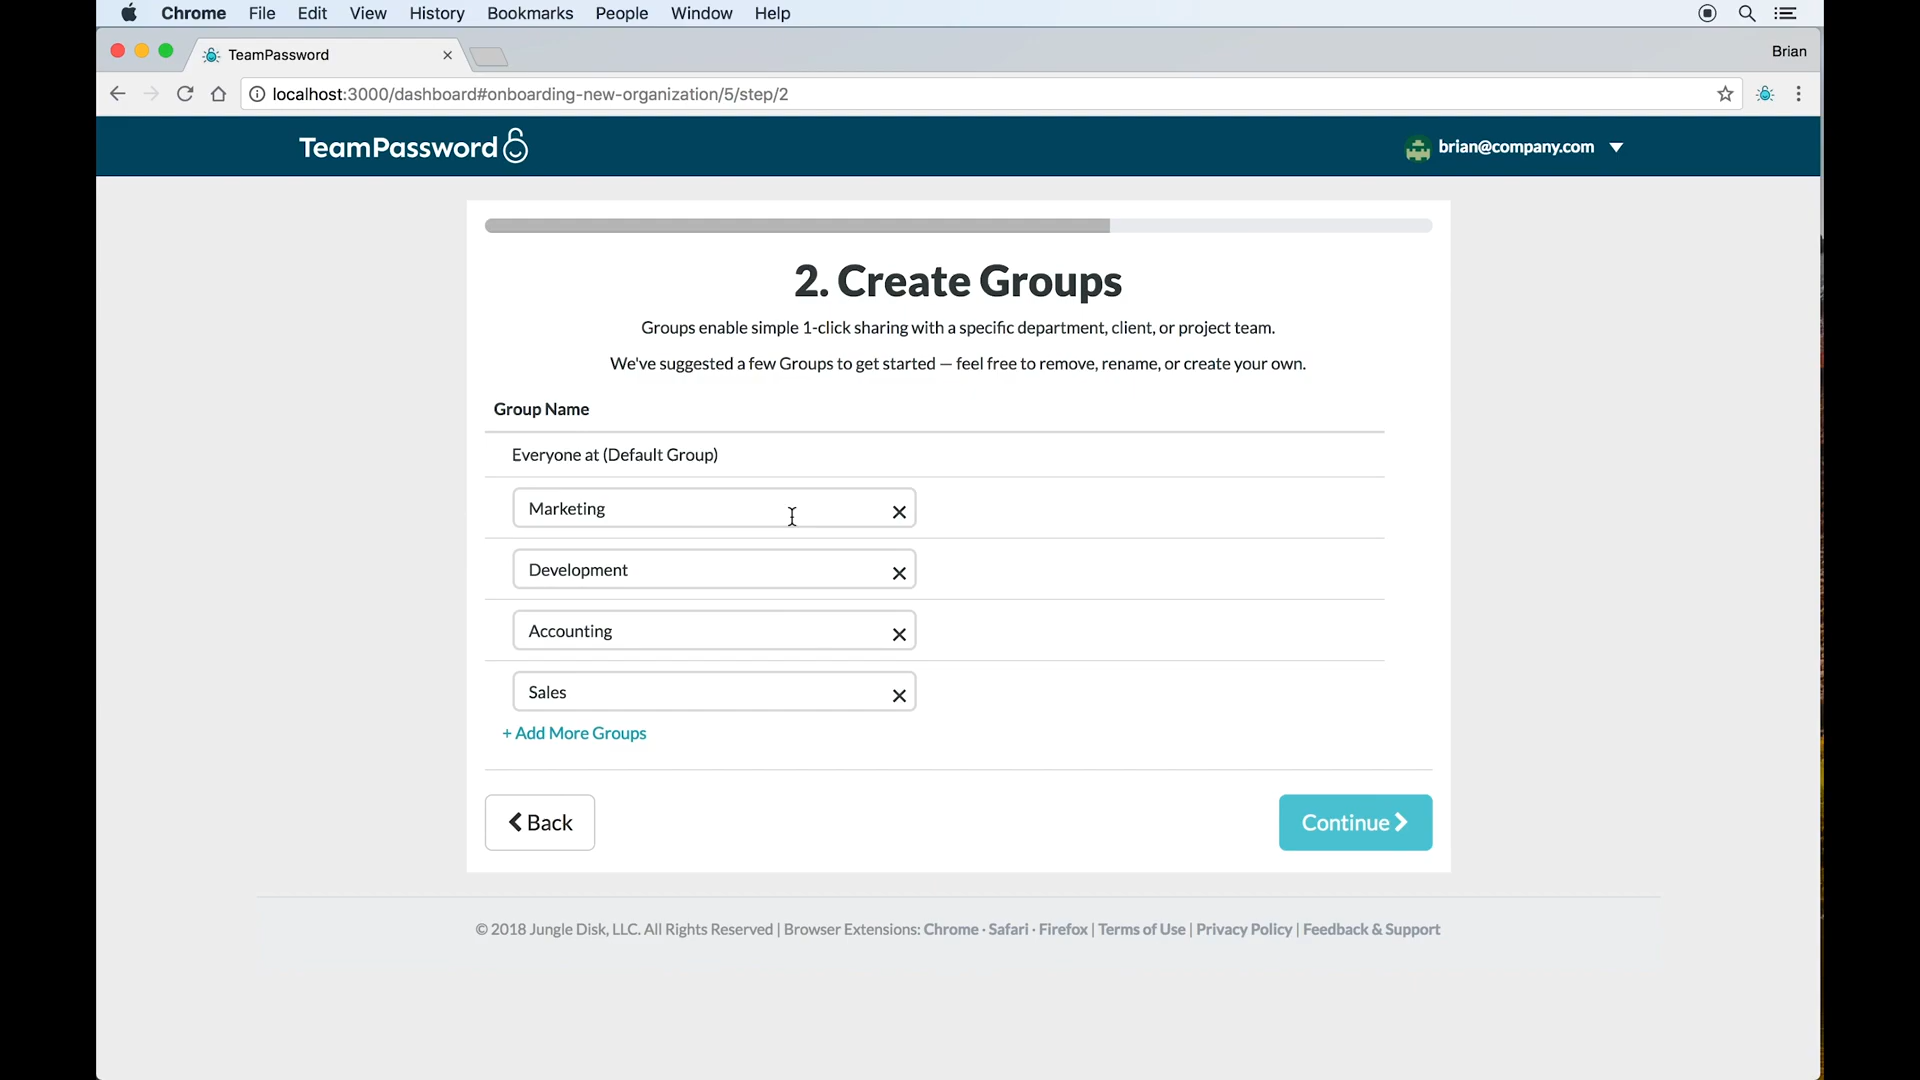 Chrome File Edit View History Bookmarks People Window Help
TeamPassword
Brian
localhost:3000/dashboard#onboarding-new-organization/5/step/2
TeamPassword
brian@company.com
2. Create Groups
Groups enable simple 1-click sharing with a specific department, client, or project team.
We've suggested a few Groups to get started — feel free to remove, rename, or create your own.
Group Name
Everyone at (Default Group)
Marketing
Development
Accounting
Sales
+ Add More Groups
Back
Continue
© 2018 Jungle Disk, LLC. All Rights Reserved | Browser Extensions: Chrome · Safari · Firefox | Terms of Use | Privacy Policy | Feedback & Support